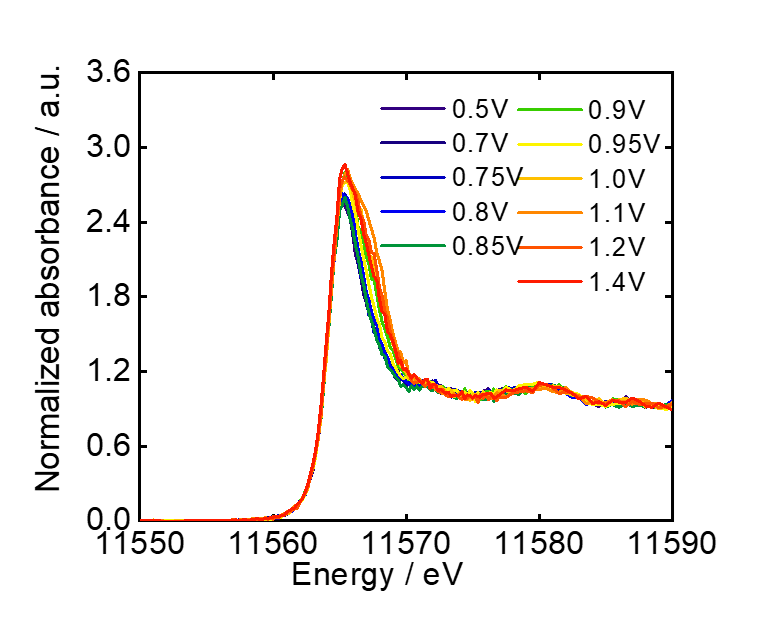 Normalized absorbance / a.u.
3.6
3.0
2.4
1.8
1.2
0.6
0.0
0.5V
0.7V
0.75V
0.8V
0.85V
0.9V
0.95V
1.0V
1.1V
1.2V
1.4V
11550 11560 11570 11580 11590
Energy / eV